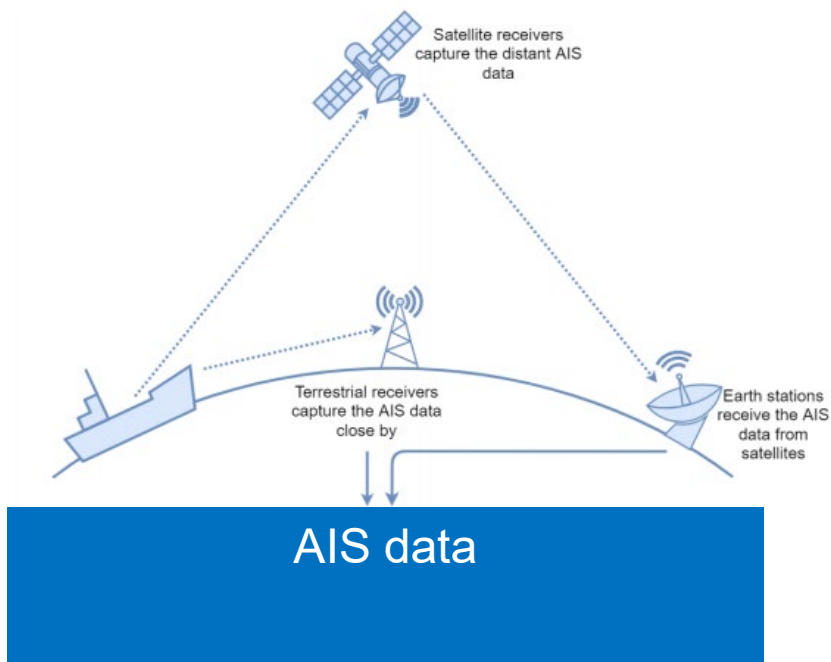 Satellite receivers
capture the distant AIS
data
Terrestrial receivers
capture the AIS data
close by
Earth stations
receive the AIS
data from
satellites
AIS data